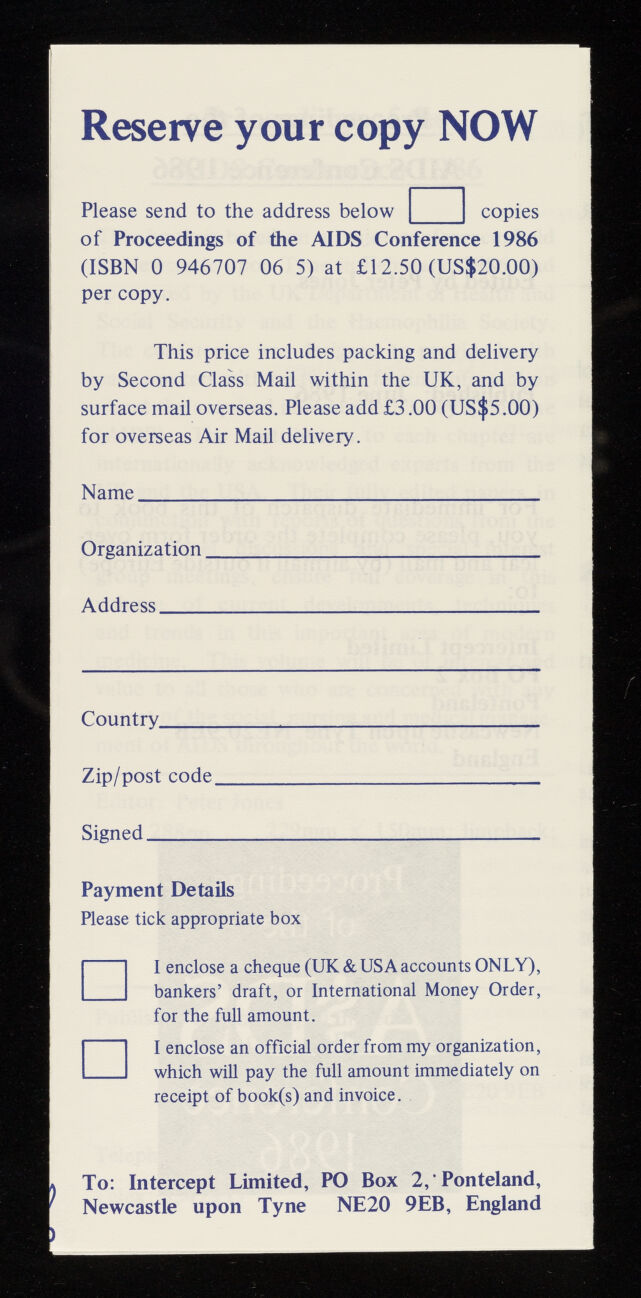 Reserve your copy NOW
Please send to the address below copies
of Proceedings of the AIDS Conference 1986
(ISBN 0 946707 06 5) at £12.50 (US$20.00)
per copy.
This price includes packing and delivery
by Second Class Mail within the UK, and by
surface mail overseas. Please add £3.00 (US$5.00)
for overseas Air Mail delivery.
Name
Organization
Address
Country
Zip/post code
Signed
Payment Details
Please tick appropriate box
I enclose a cheque (UK & USA accounts ONLY),
bankers' draft, or International Money Order,
for the full amount.
I enclose an official order from my organization,
which will pay the full amount immediately on
receipt of book(s) and invoice.
To: Intercept Limited, PO Box 2, Ponteland,
Newcastle upon Tyne NE20 9EB, England